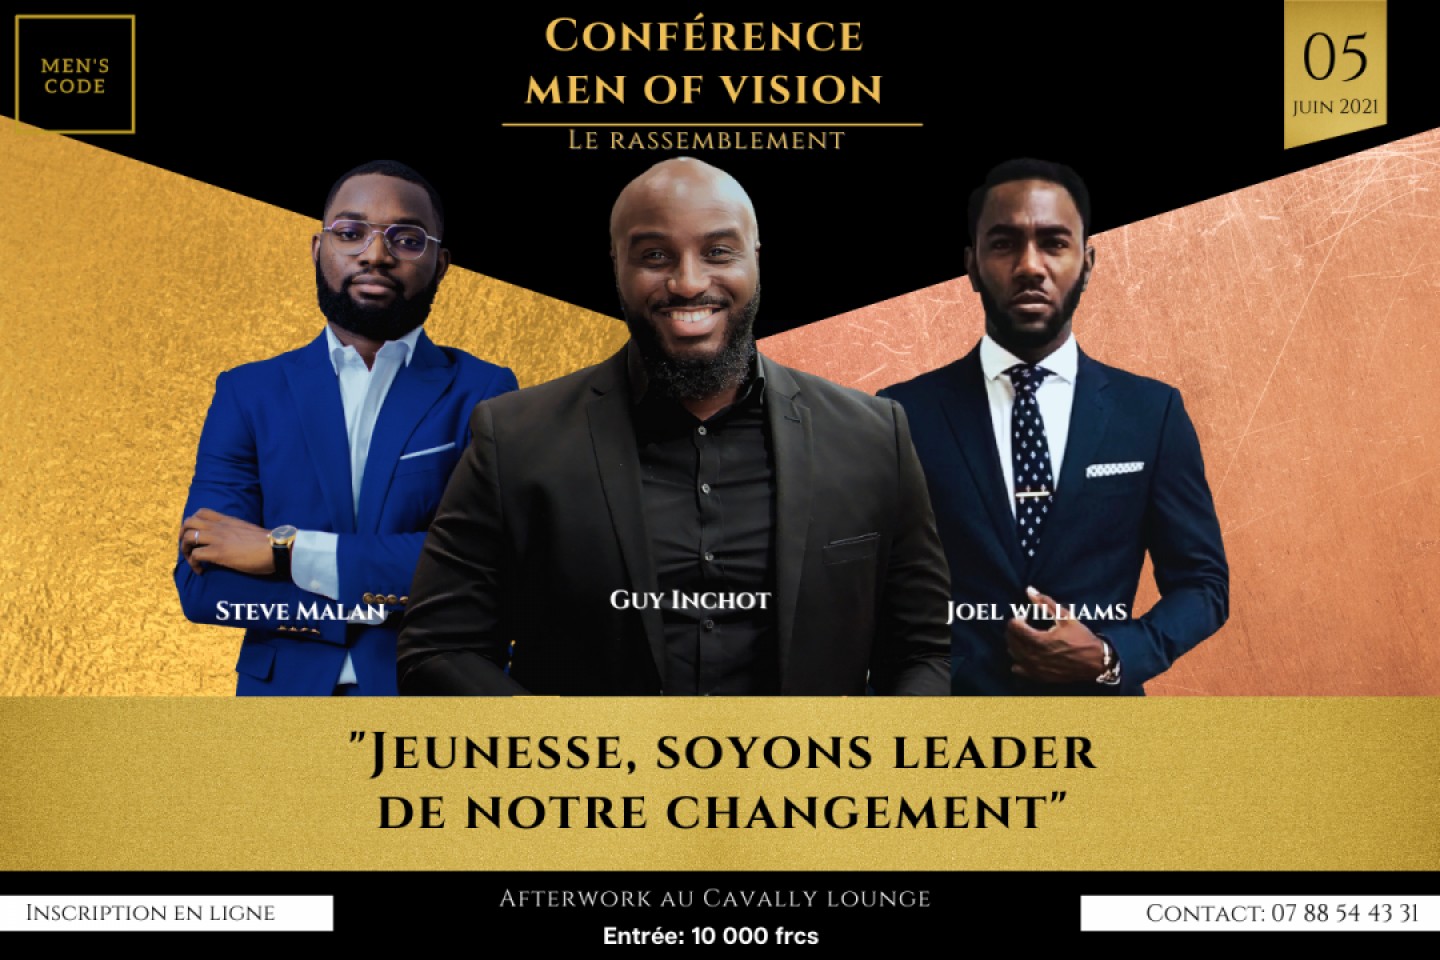 MEN'S
CODE
Conférence
men of vision
Le rassemblement
05
juin 2021
Steve Malan
Guy Inchot
Joel williams
"Jeunesse, soyons leader
de notre changement"
Inscription en ligne
Afterwork au Cavally lounge
Entrée: 10 000 frcs
Contact: 07 88 54 43 31